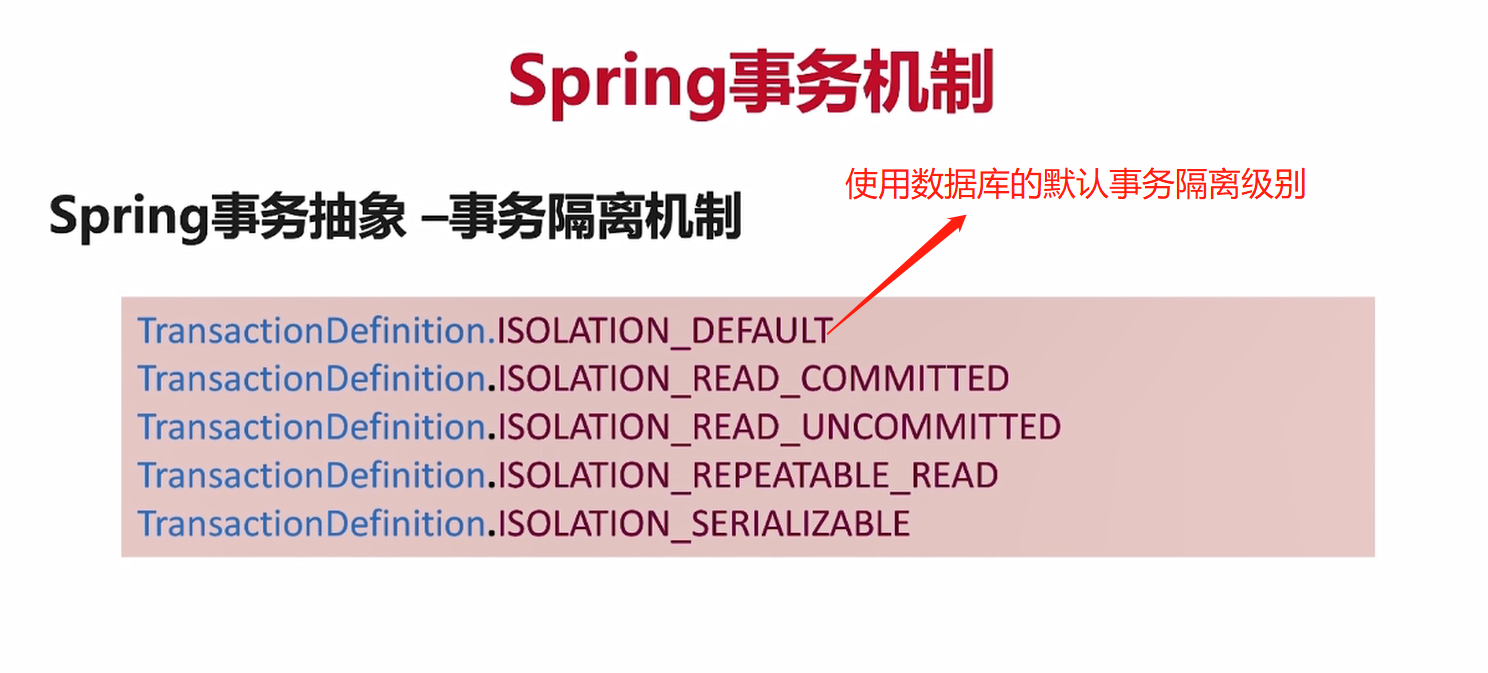 Spring事务机制
使用数据库的默认事务隔离级别
Spring事务抽象 –事务隔离机制
TransactionDefinition.ISOLATION_DEFAULT
TransactionDefinition.ISOLATION_READ_COMMITTED
TransactionDefinition.ISOLATION_READ_UNCOMMITTED
TransactionDefinition.ISOLATION_REPEATABLE_READ
TransactionDefinition.ISOLATION_SERIALIZABLE